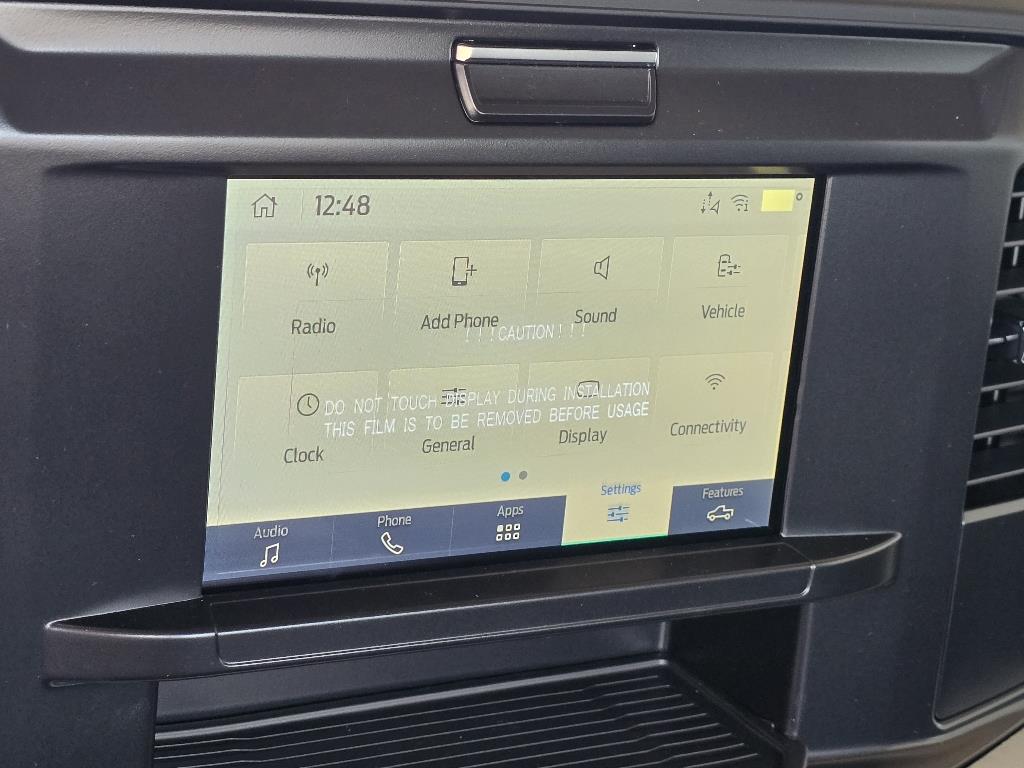 12:48
Radio
Add Phone
Sound
Vehicle
! ! ! CAUTION ! ! !
DO NOT TOUCH DISPLAY DURING INSTALLATION
THIS FILM IS TO BE REMOVED BEFORE USAGE
Clock
General
Display
Connectivity
Audio
Phone
Apps
Settings
Features